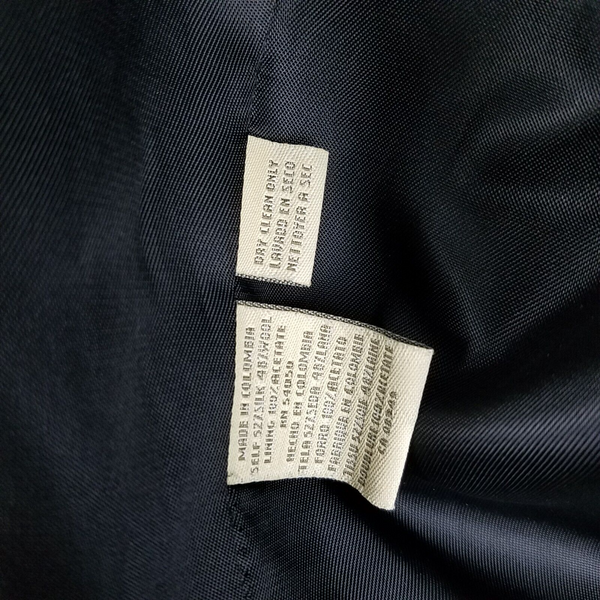 DRY CLEAN ONLY
LAVADO EN SECO
NETTOYER A SEC
MADE IN COLOMBIA
SELF 52%SILK 48%WOOL
LINING 100%ACETATE
RN 54050
HECHO EN COLOMBIA
TELA 52%SEDA 48%LANA
FORRO 100%ACETATO
FABRIQUE EN COLOMBIE
TISSU 52%SOIE 48%LAINE
DOUBLURE 100%ACETATE
CA